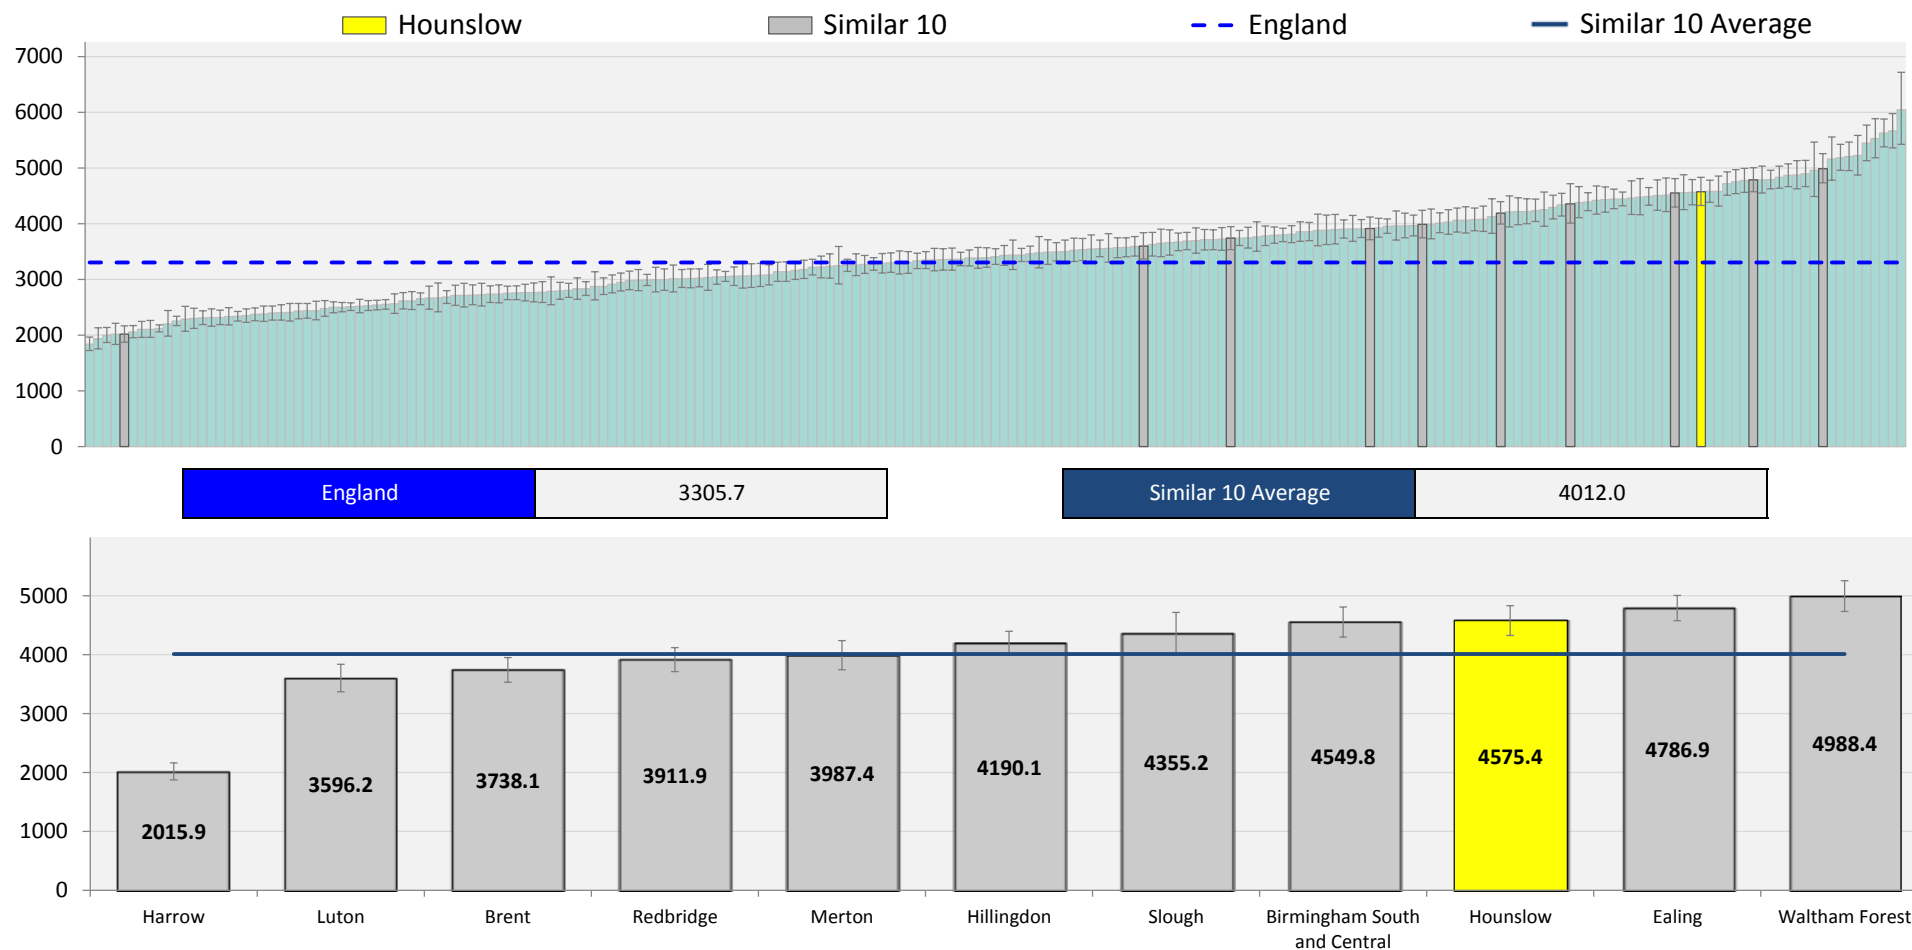 Hounslow Similar 10 England Similar 10 Average
7000
6000
5000
4000
3000
2000
1000
0
England 3305.7 Similar 10 Average 4012.0
5000
4000
3000
2000
1000
0
2015.9 3596.2 3738.1 3911.9 3987.4 4190.1 4355.2 4549.8 4575.4 4786.9 4988.4
Harrow Luton Brent Redbridge Merton Hillingdon Slough Birmingham South Hounslow Ealing Waltham Forest
and Central